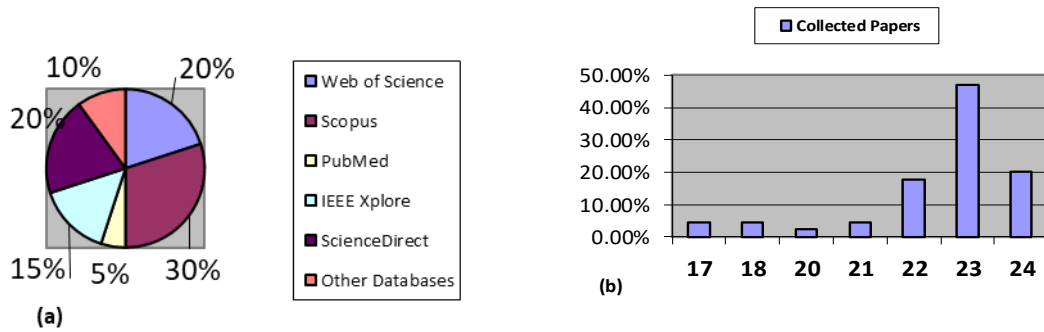 10%
20%
20%
15%
5%
30%
Web of Science
Scopus
PubMed
IEEE Xplore
ScienceDirect
Other Databases
(a)
Collected Papers
50.00%
40.00%
30.00%
20.00%
10.00%
0.00%
17 18 20 21 22 23 24
(b)